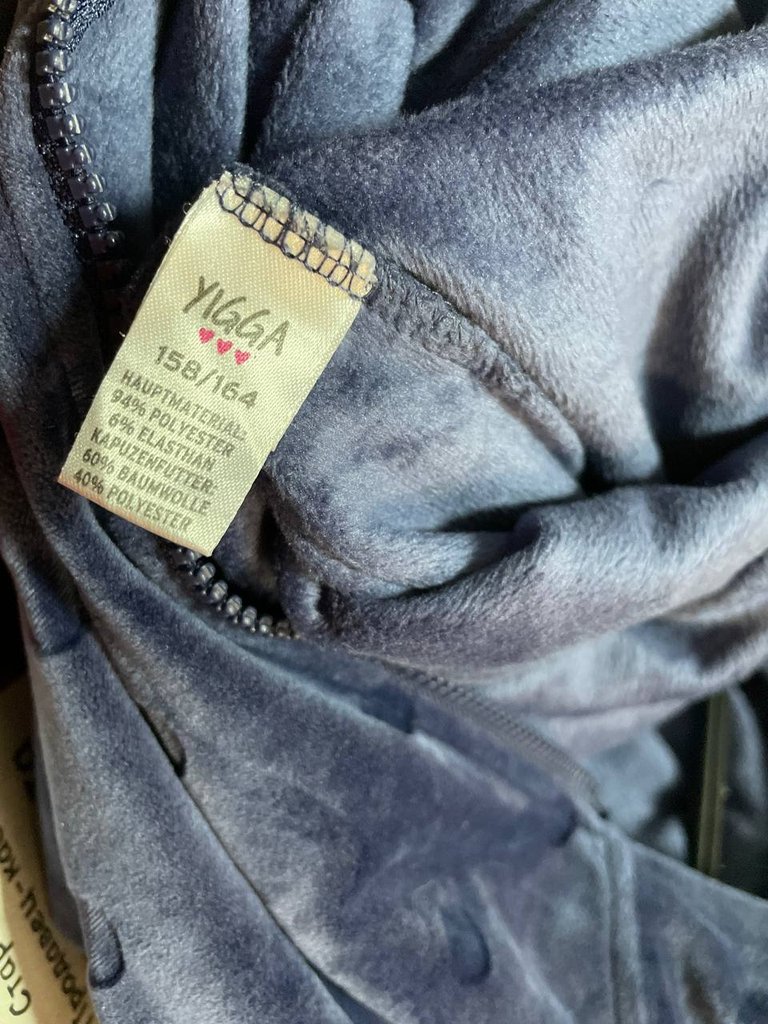 YIGGA
158/164
HAUPTMATERIAL:
94% POLYESTER
6% ELASTHAN
KAPUZENFUTTER:
60% BAUMWOLLE
40% POLYESTER